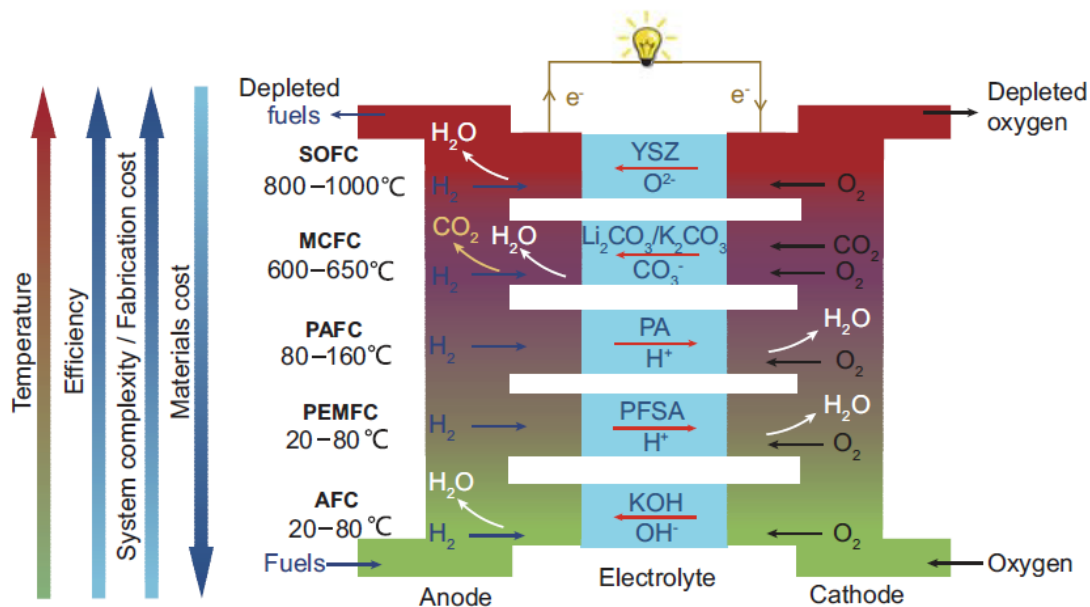 Temperature
Efficiency
System complexity / Fabrication cost
Materials cost
e-
e-
Depleted
fuels
Depleted
oxygen
SOFC
800–1000℃
H₂O
H₂
YSZ
O²⁻
O₂
MCFC
600–650℃
CO₂
H₂O
H₂
Li₂CO₃/K₂CO₃
CO₃⁻
CO₂
O₂
PAFC
80–160℃
H₂
PA
H⁺
H₂O
O₂
PEMFC
20–80℃
H₂
PFSA
H⁺
H₂O
O₂
AFC
20–80℃
H₂O
H₂
KOH
OH⁻
O₂
Fuels
Oxygen
Anode
Electrolyte
Cathode